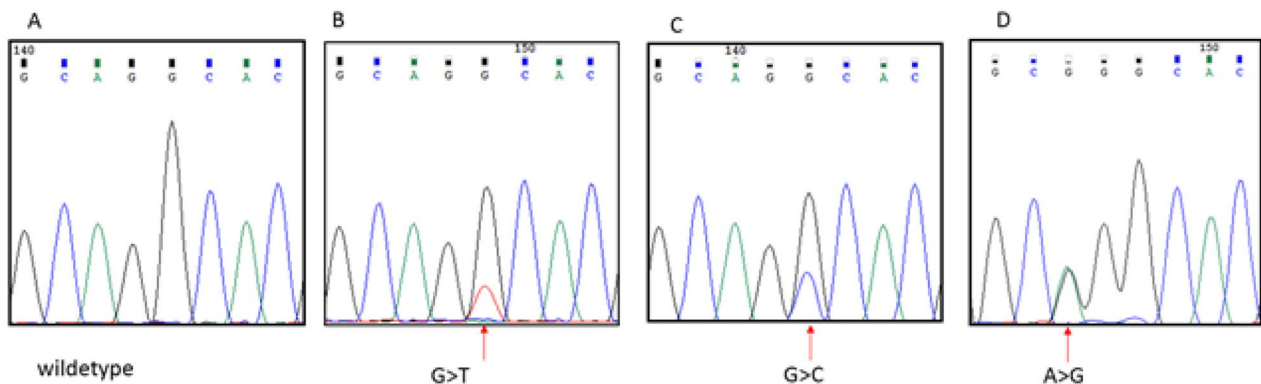 A B C D
140 150 140 150
G C A G G C A C G C A G G C A C G C A G G C A C G C G G G C A C
wildetype G>T G>C A>G